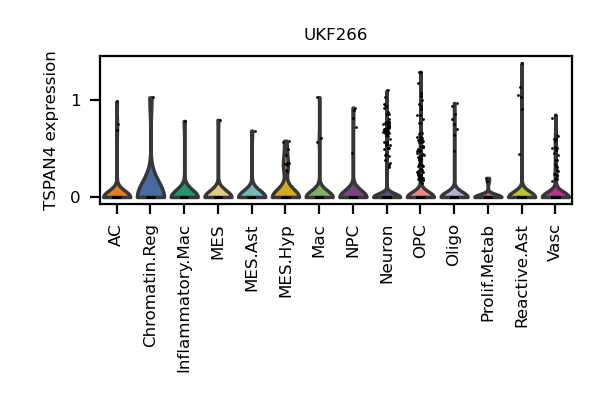 UKF266
TSPAN4 expression
1
0
AC
Chromatin.Reg
Inflammatory.Mac
MES
MES.Ast
MES.Hyp
Mac
NPC
Neuron
OPC
Oligo
Prolif.Metab
Reactive.Ast
Vasc